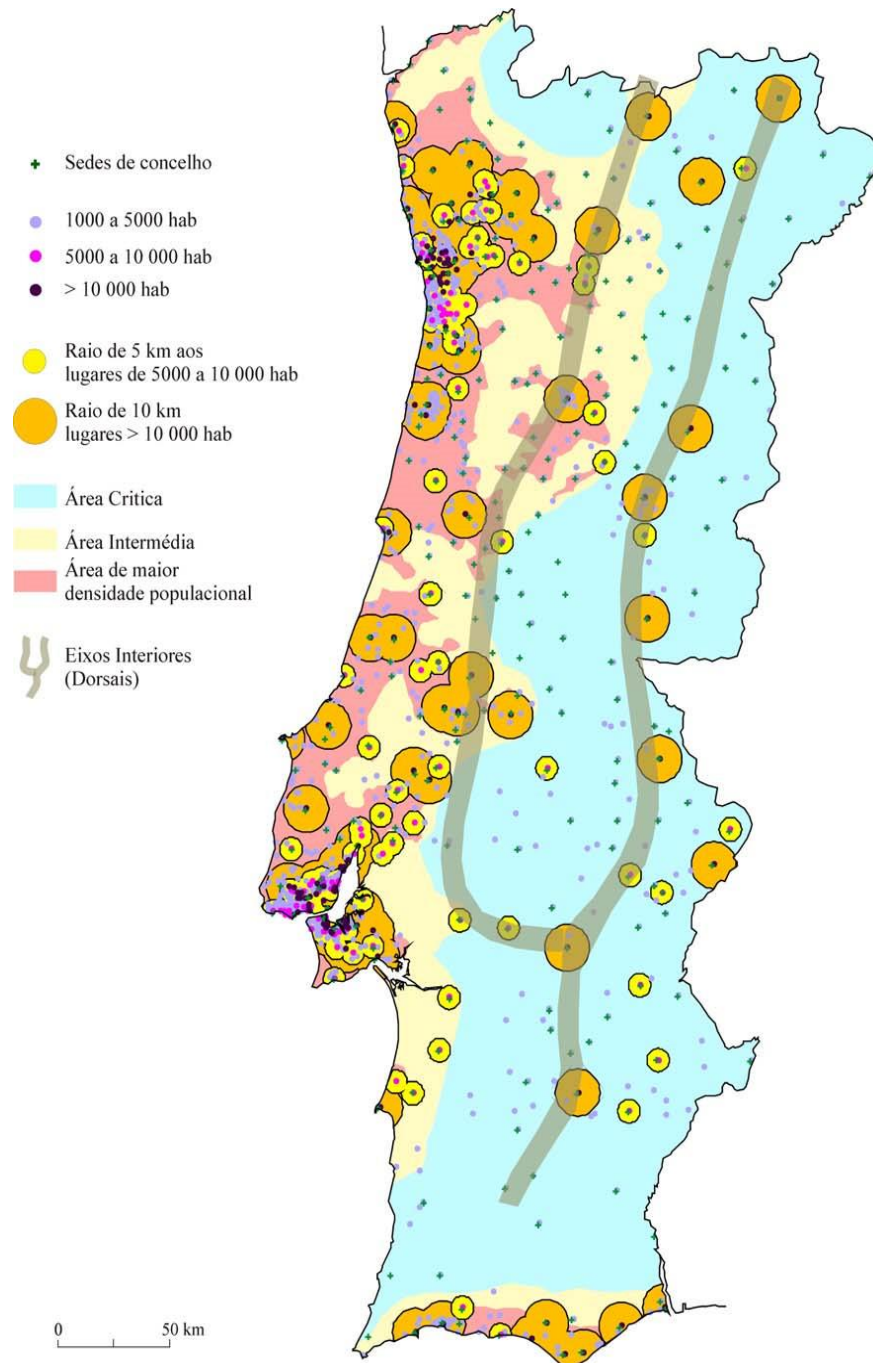 Sedes de concelho
1000 a 5000 hab
5000 a 10 000 hab
> 10 000 hab
Raio de 5 km aos
lugares de 5000 a 10 000 hab
Raio de 10 km
lugares > 10 000 hab
Área Critica
Área Intermédia
Área de maior
densidade populacional
Eixos Interiores
(Dorsais)
0 50 km